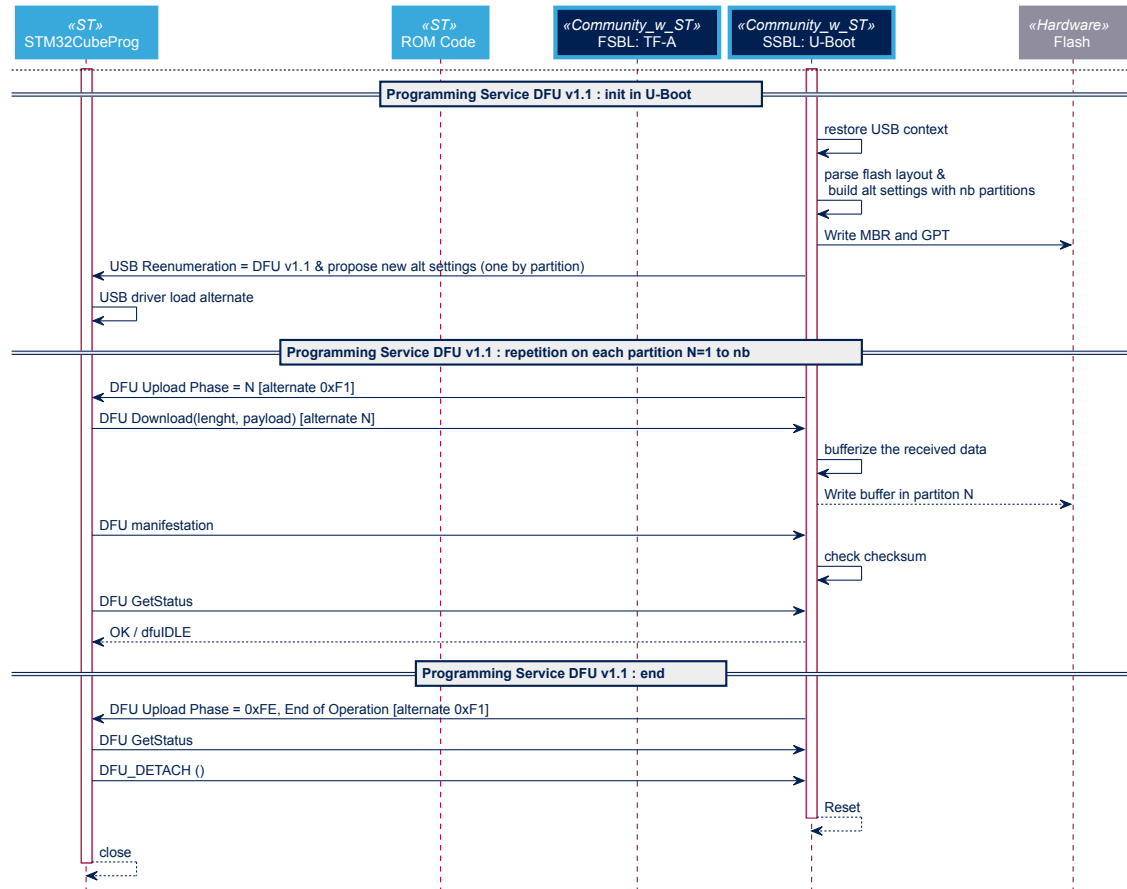 «ST»
STM32CubeProg
«ST»
ROM Code
«Community_w_ST»
FSBL: TF-A
«Community_w_ST»
SSBL: U-Boot
«Hardware»
Flash
Programming Service DFU v1.1 : init in U-Boot
restore USB context
parse flash layout &
build alt settings with nb partitions
Write MBR and GPT
USB Reenumeration = DFU v1.1 & propose new alt settings (one by partition)
USB driver load alternate
Programming Service DFU v1.1 : repetition on each partition N=1 to nb
DFU Upload Phase = N [alternate 0xF1]
DFU Download(lenght, payload) [alternate N]
bufferize the received data
Write buffer in partiton N
DFU manifestation
check checksum
DFU GetStatus
OK / dfuIDLE
Programming Service DFU v1.1 : end
DFU Upload Phase = 0xFE, End of Operation [alternate 0xF1]
DFU GetStatus
DFU_DETACH ()
Reset
close